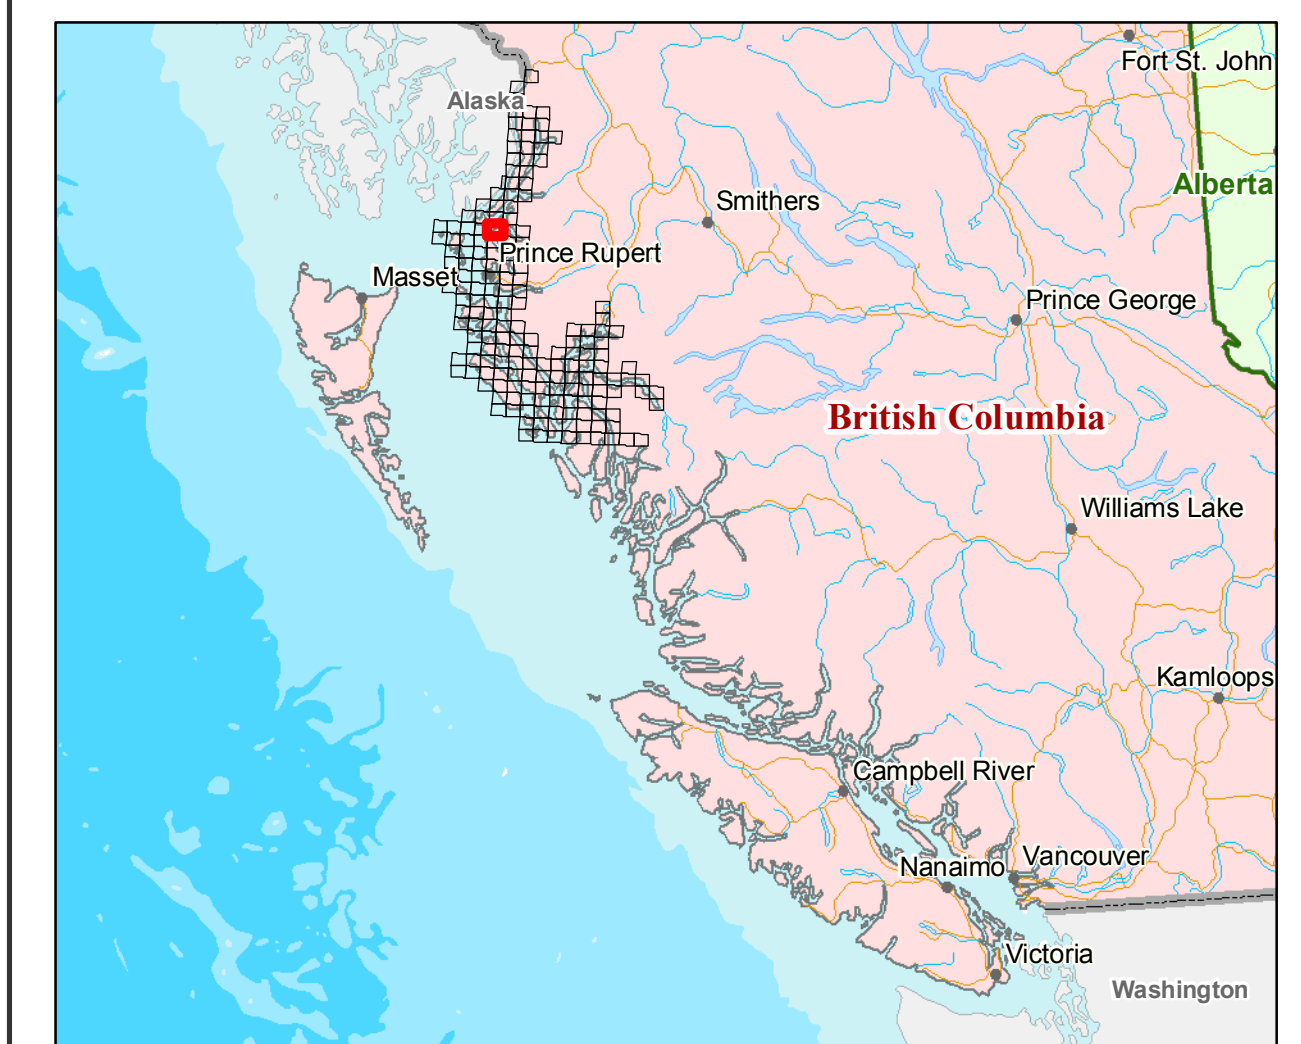 Fort St. John
Alaska
Alberta
Smithers
Prince Rupert
Masset
Prince George
British Columbia
Williams Lake
Kamloops
Campbell River
Vancouver
Nanaimo
Victoria
Washington